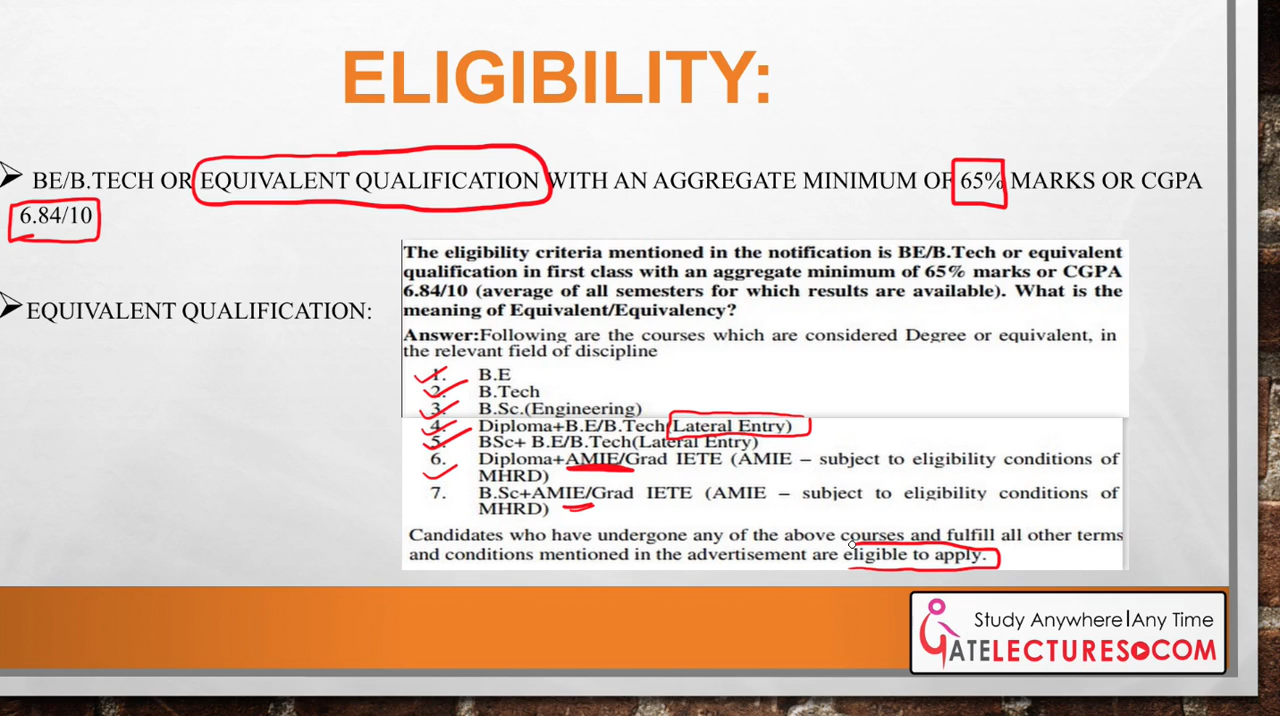 ELIGIBILITY:
BE/B.TECH OR EQUIVALENT QUALIFICATION WITH AN AGGREGATE MINIMUM OF 65% MARKS OR CGPA
6.84/10
EQUIVALENT QUALIFICATION:
The eligibility criteria mentioned in the notification is BE/B.Tech or equivalent
qualification in first class with an aggregate minimum of 65% marks or CGPA
6.84/10 (average of all semesters for which results are available). What is the
meaning of Equivalent/Equivalency?
Answer:Following are the courses which are considered Degree or equivalent, in
the relevant field of discipline
1. B.E
2. B.Tech
3. B.Sc.(Engineering)
4. Diploma+B.E/B.Tech(Lateral Entry)
5. BSc+ B.E/B.Tech(Lateral Entry)
6. Diploma+AMIE/Grad IETE (AMIE – subject to eligibility conditions of
MHRD)
7. B.Sc+AMIE/Grad IETE (AMIE – subject to eligibility conditions of
MHRD)
Candidates who have undergone any of the above courses and fulfill all other terms
and conditions mentioned in the advertisement are eligible to apply.
Study Anywhere|Any Time
GATELECTURES.COM